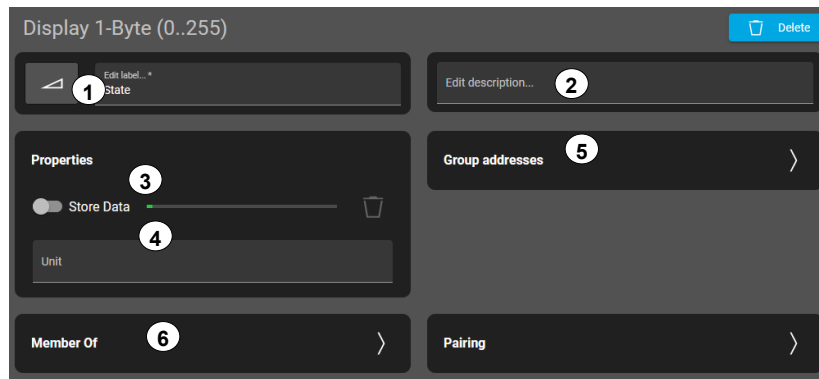 Display 1-Byte (0..255)
Delete
Edit label... *
State
1
Edit description...
2
Properties
3
Store Data
4
Unit
Group addresses
5
Member Of
6
Pairing